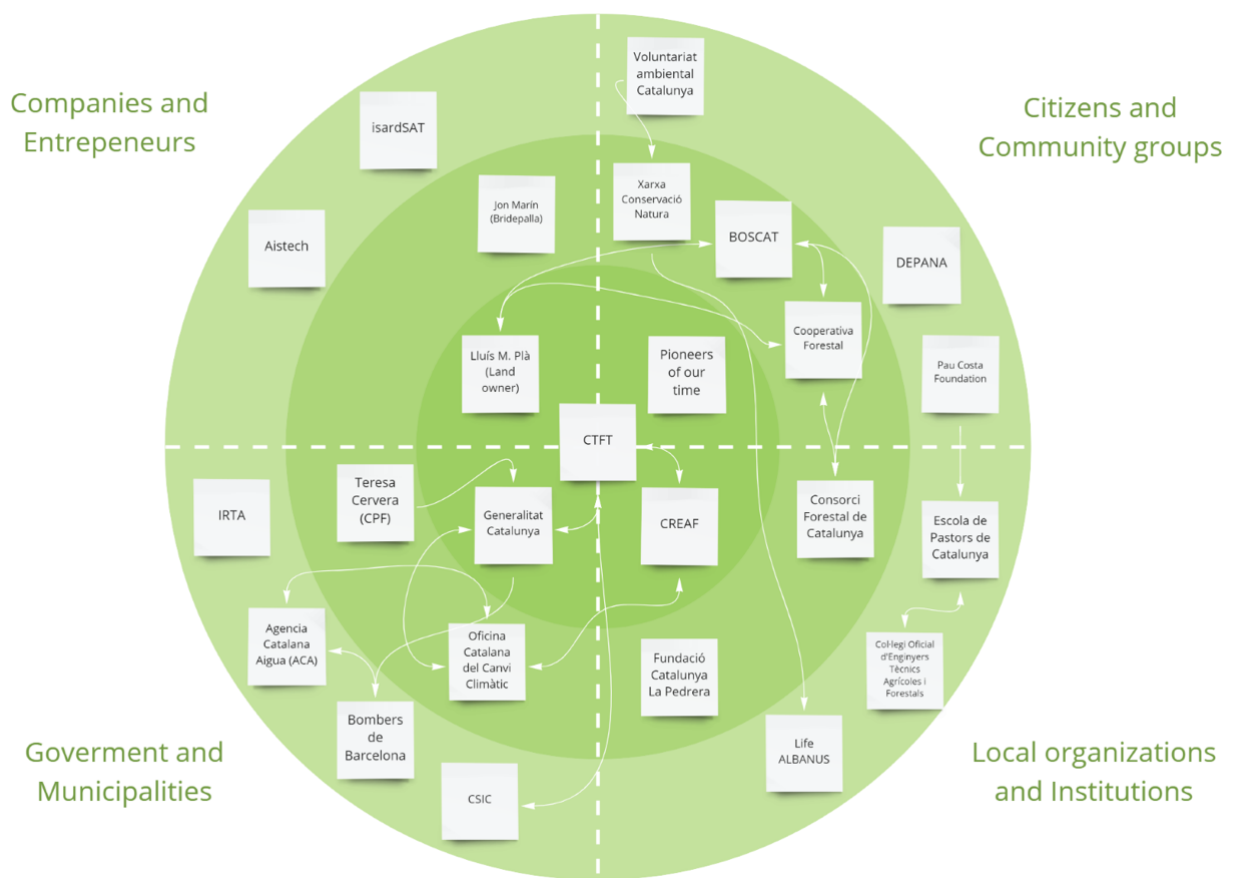 Companies and
Entrepeneurs
Citizens and
Community groups
Voluntariat
ambiental
Catalunya
isardSAT
Jon Marín
(Bridepalla)
Xarxa
Conservació
Natura
BOSCAT
Aistech
DEPANA
Cooperativa
Forestal
Lluís M. Plà
(Land
owner)
Pioneers
of our
time
Pau Costa
Foundation
CTFT
IRTA
Teresa
Cervera
(CPF)
Generalitat
Catalunya
CREAF
Consorci
Forestal de
Catalunya
Escola de
Pastors de
Catalunya
Agencia
Catalana
Aigua (ACA)
Oficina
Catalana
del Canvi
Climàtic
Fundació
Catalunya
La Pedrera
Col·legi Oficial
d'Enginyers
Tècnics
Agrícoles i
Forestals
Bombers
de
Barcelona
Life
ALBANUS
CSIC
Goverment and
Municipalities
Local organizations
and Institutions